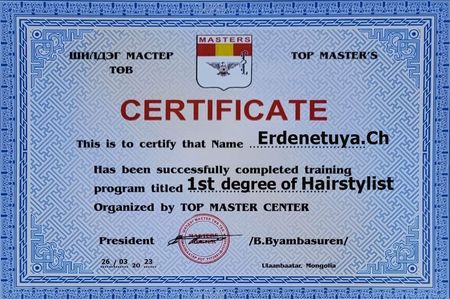 MASTERS
ШИЛДЭГ МАСТЕР
ТӨВ
TOP MASTER'S
CERTIFICATE
This is to certify that Name Erdenetuya.Ch
Has been successfully completed training
program titled 1st degree of Hairstylist
Organized by TOP MASTER CENTER
President /B.Byambasuren/
26 / 03 20 23
Ulaanbaatar. Mongolia
MASTERS